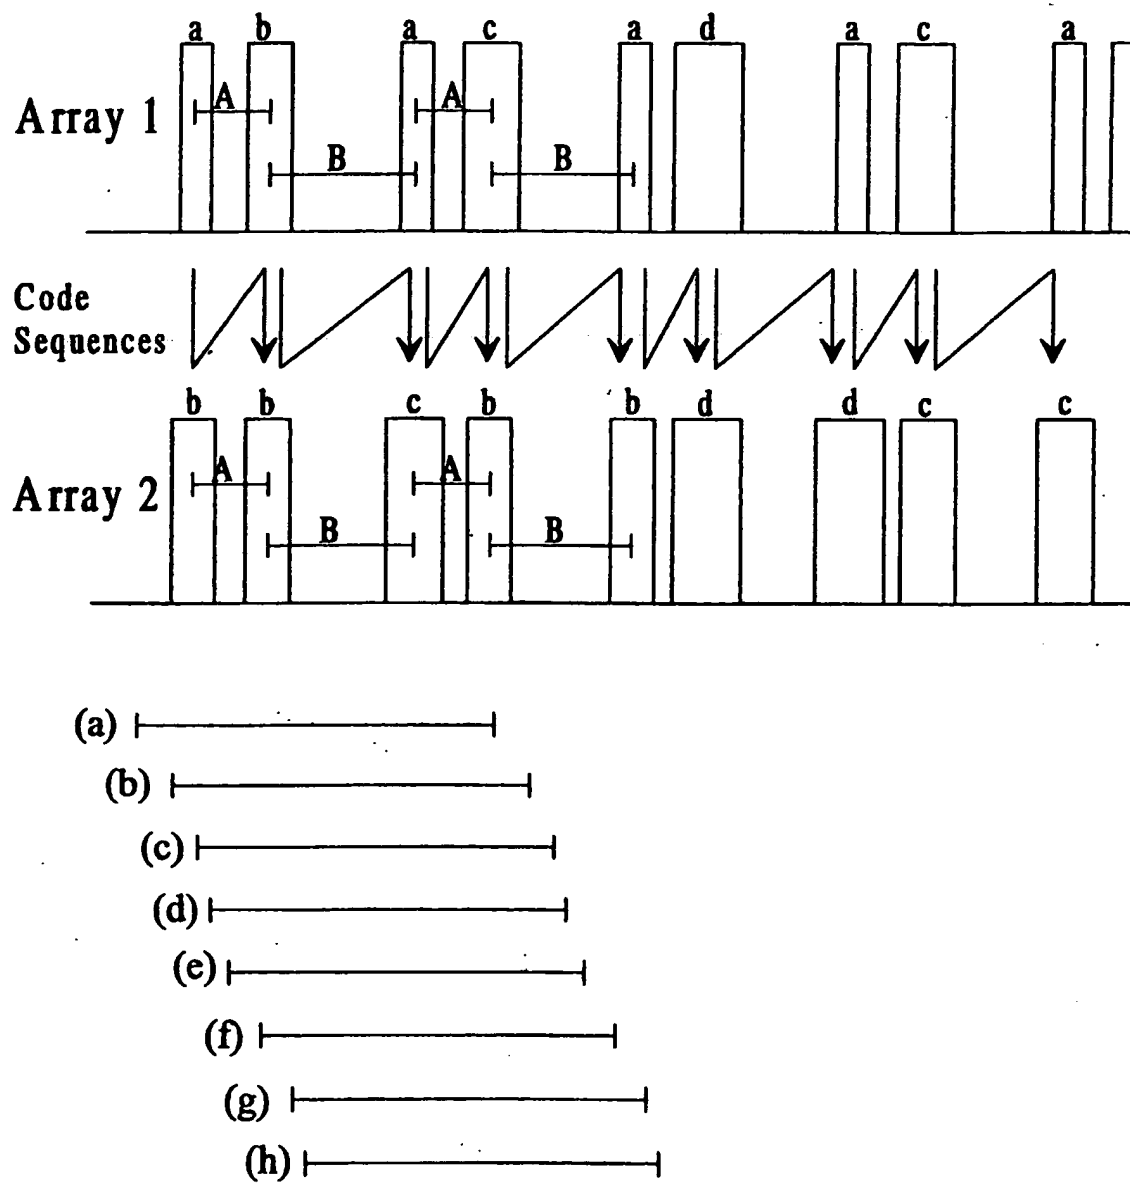 a b a c a d a c a
A A
Array 1
B B
Code
Sequences
b b c b b d d c c
A A
Array 2
B B
(a)
(b)
(c)
(d)
(e)
(f)
(g)
(h)